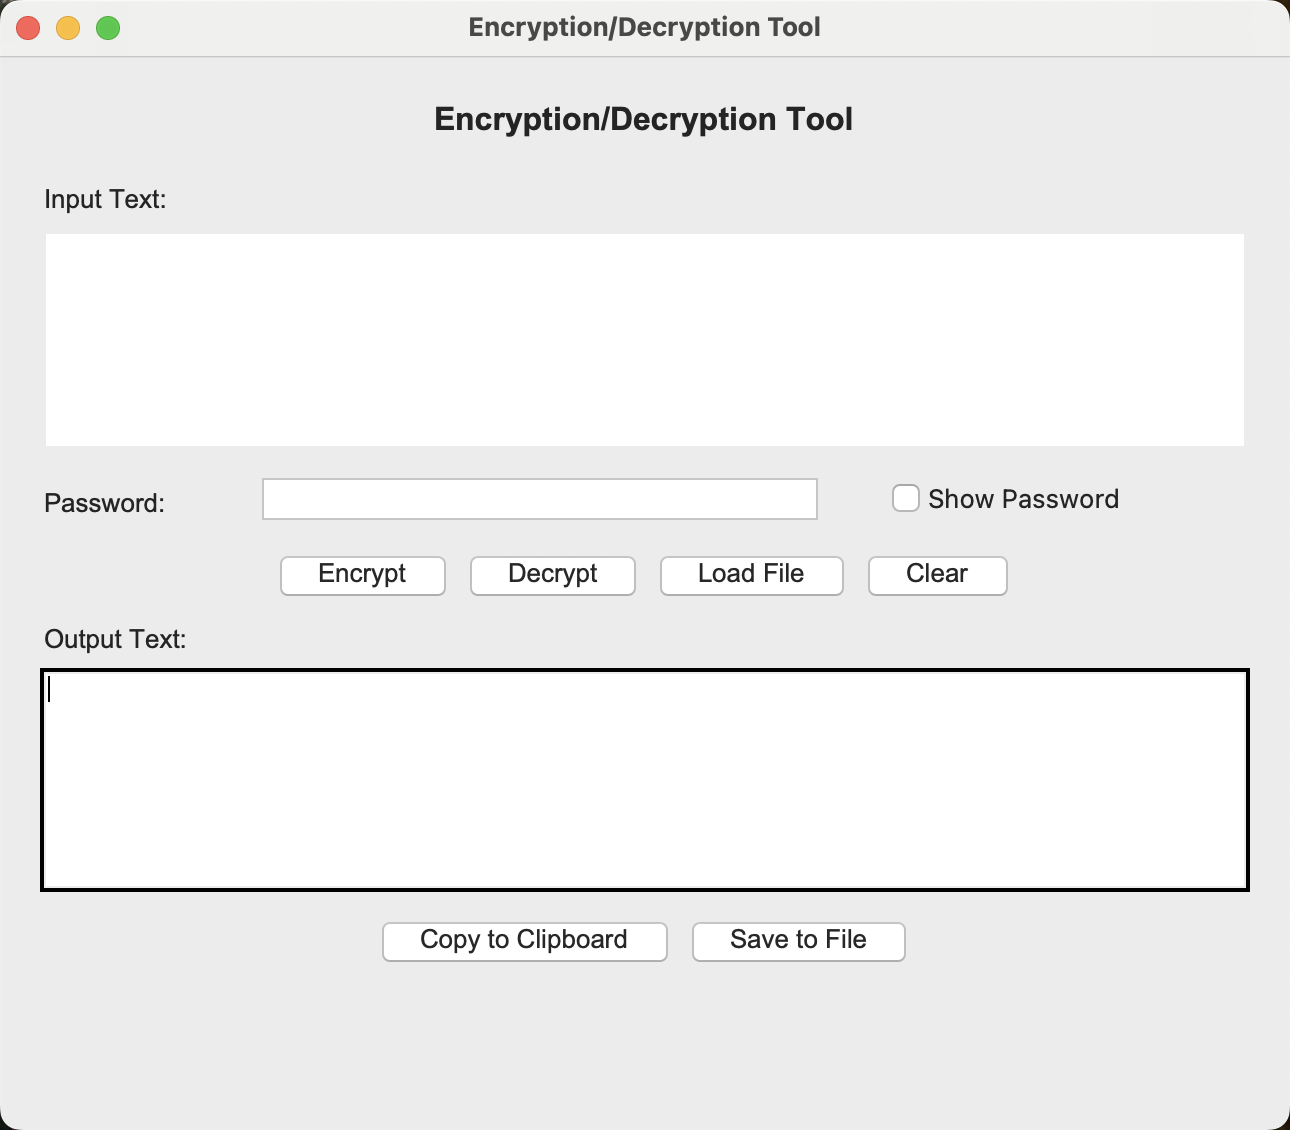 Encryption/Decryption Tool
Encryption/Decryption Tool
Input Text:
Password: Show Password
Encrypt Decrypt Load File Clear
Output Text:
Copy to Clipboard Save to File